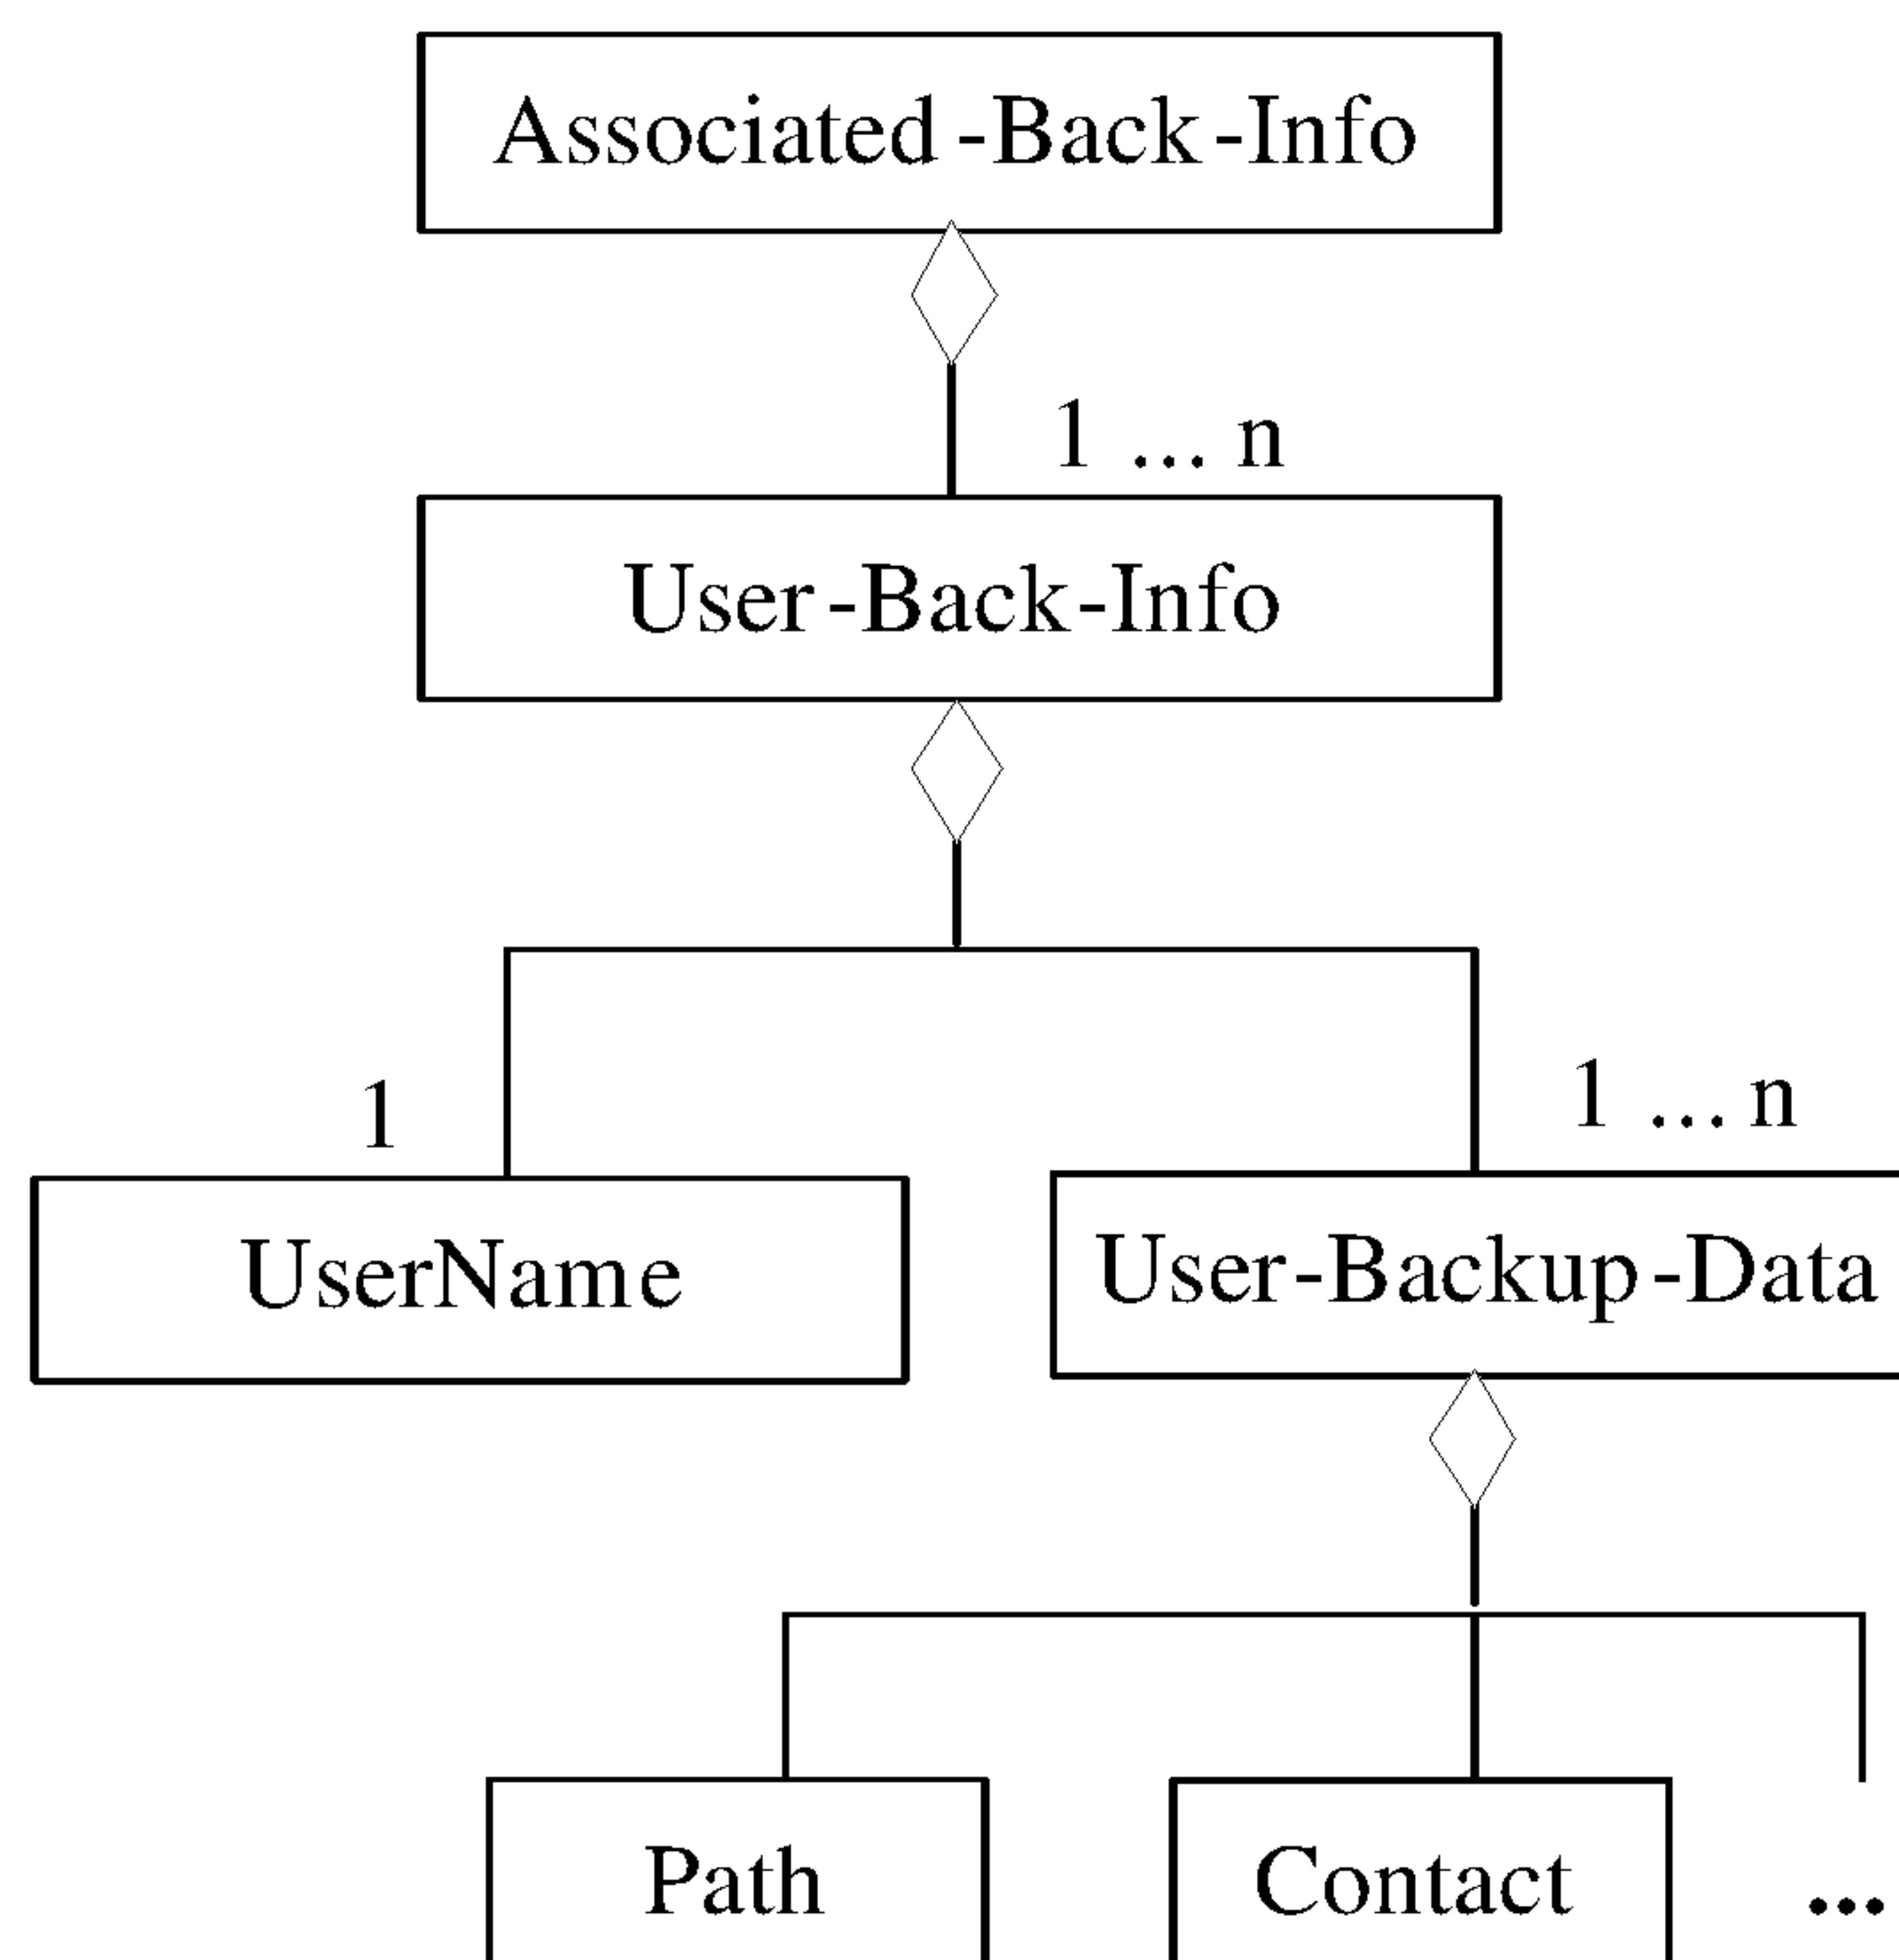 Associated-Back-Info
1 ... n
User-Back-Info
1
1 ... n
UserName
User-Backup-Data
Path
Contact
...